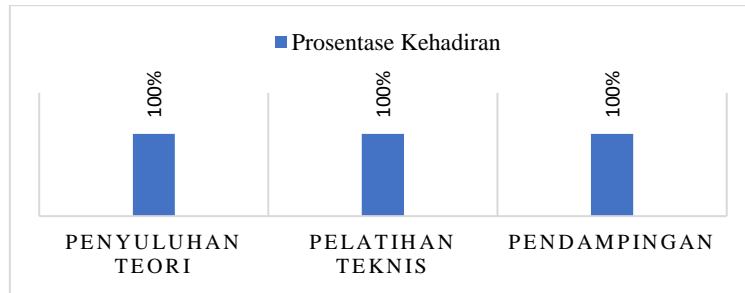 Prosentase Kehadiran
100%
100%
100%
PENYULUHAN
TEORI
PELATIHAN
TEKNIS
PENDAMPINGAN